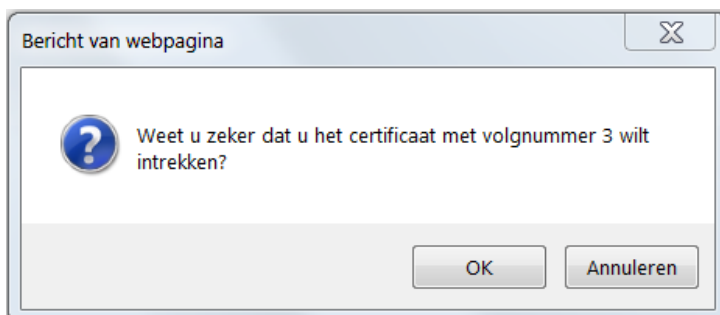 Bericht van webpagina
Weet u zeker dat u het certificaat met volgnummer 3 wilt
intrekken?
OK
Annuleren